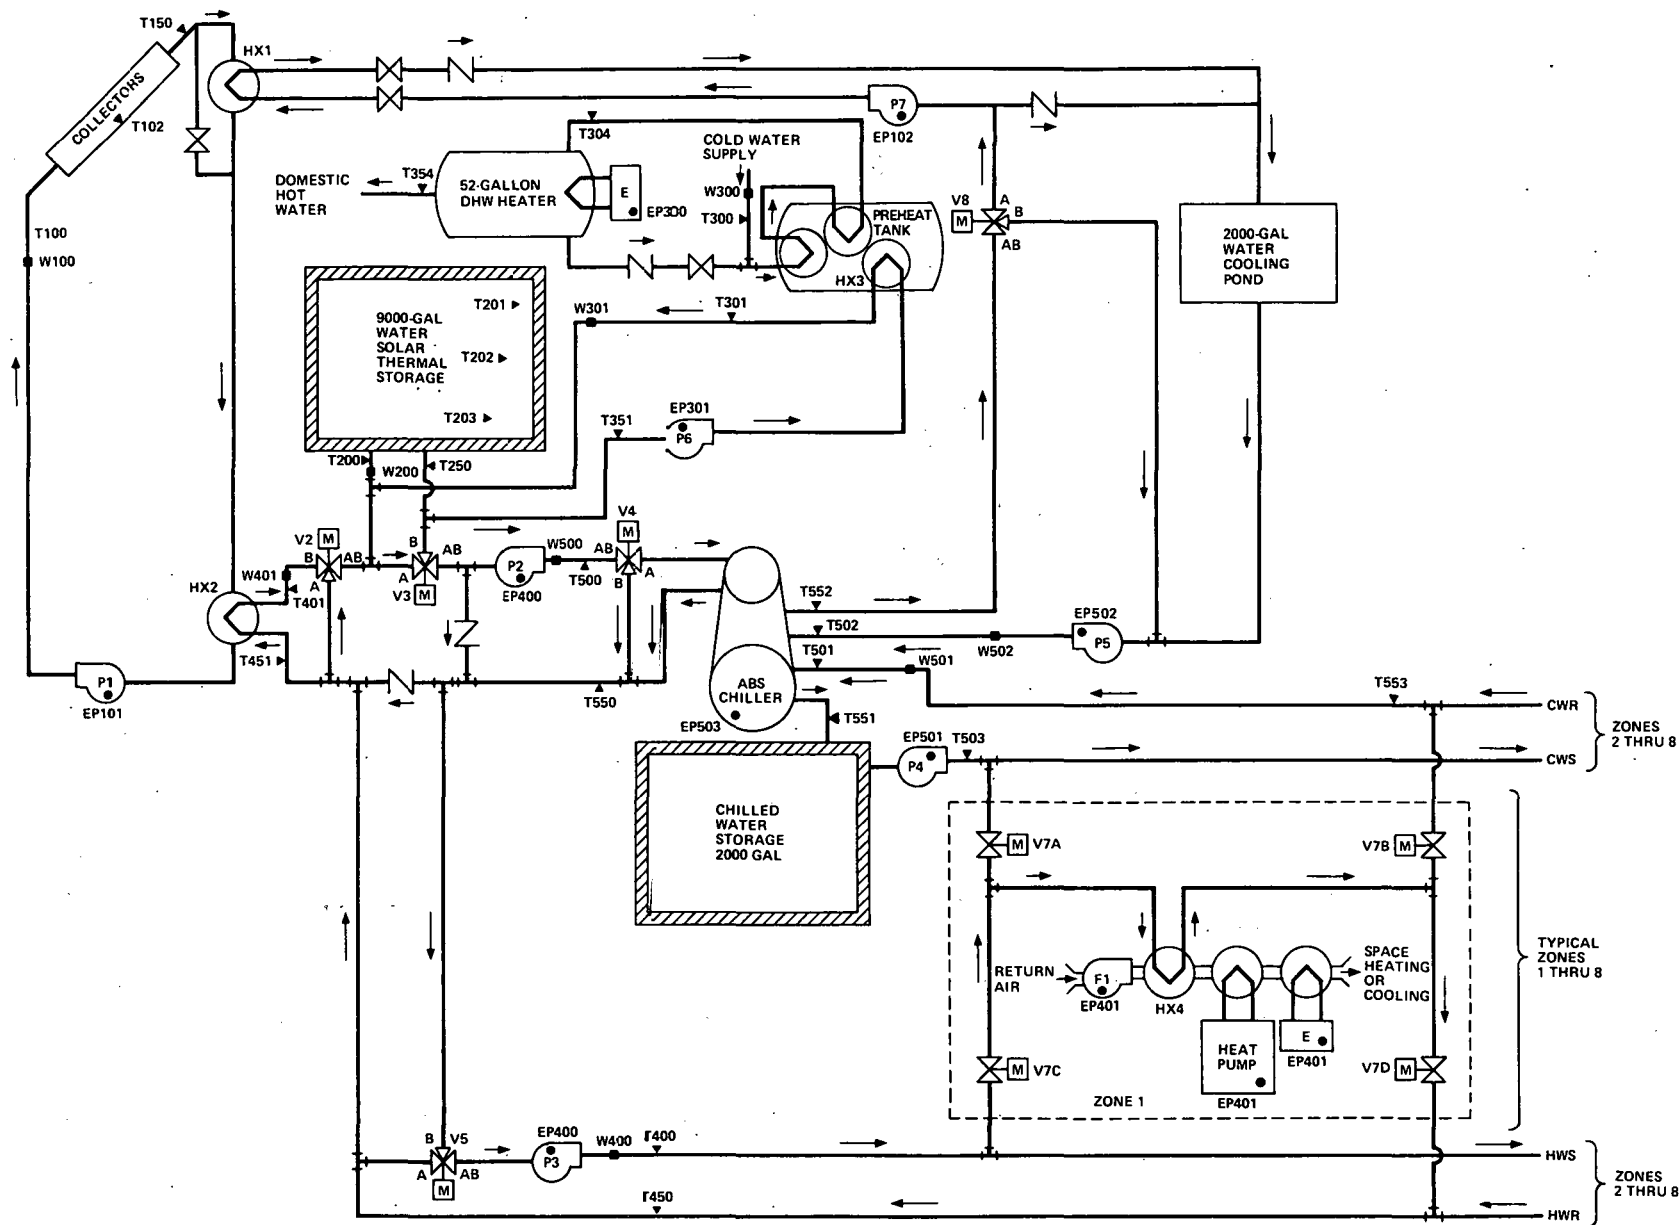 T150
HX1
COLLECTORS
T102
T100
W100
P7
EP102
T304
COLD WATER
SUPPLY
W300
T300
DOMESTIC
HOT
WATER
T354
52-GALLON
DHW HEATER
E
EP300
PREHEAT
TANK
HX3
V8
M
A
B
AB
2000-GAL
WATER
COOLING
POND
9000-GAL
WATER
SOLAR
THERMAL
STORAGE
T201
T202
T203
W301
T301
T351
EP301
P6
T200
W200
T250
V2
M
B
AB
A
B
AB
A
V3
M
P2
EP400
W500
T500
V4
M
AB
A
B
W401
T401
HX2
T451
P1
EP101
T550
T552
T502
T501
W501
W502
EP502
P5
ABS
CHILLER
EP503
T551
T553
CWR
CWS
ZONES
2 THRU 8
EP501
T503
P4
CHILLED
WATER
STORAGE
2000 GAL
M
V7A
V7B
M
RETURN
AIR
F1
EP401
HX4
HEAT
PUMP
EP401
E
EP401
SPACE
HEATING
OR
COOLING
M
V7C
V7D
M
ZONE 1
TYPICAL
ZONES
1 THRU 8
B
V5
A
AB
M
EP400
P3
W400
T400
T450
HWS
HWR
ZONES
2 THRU 8